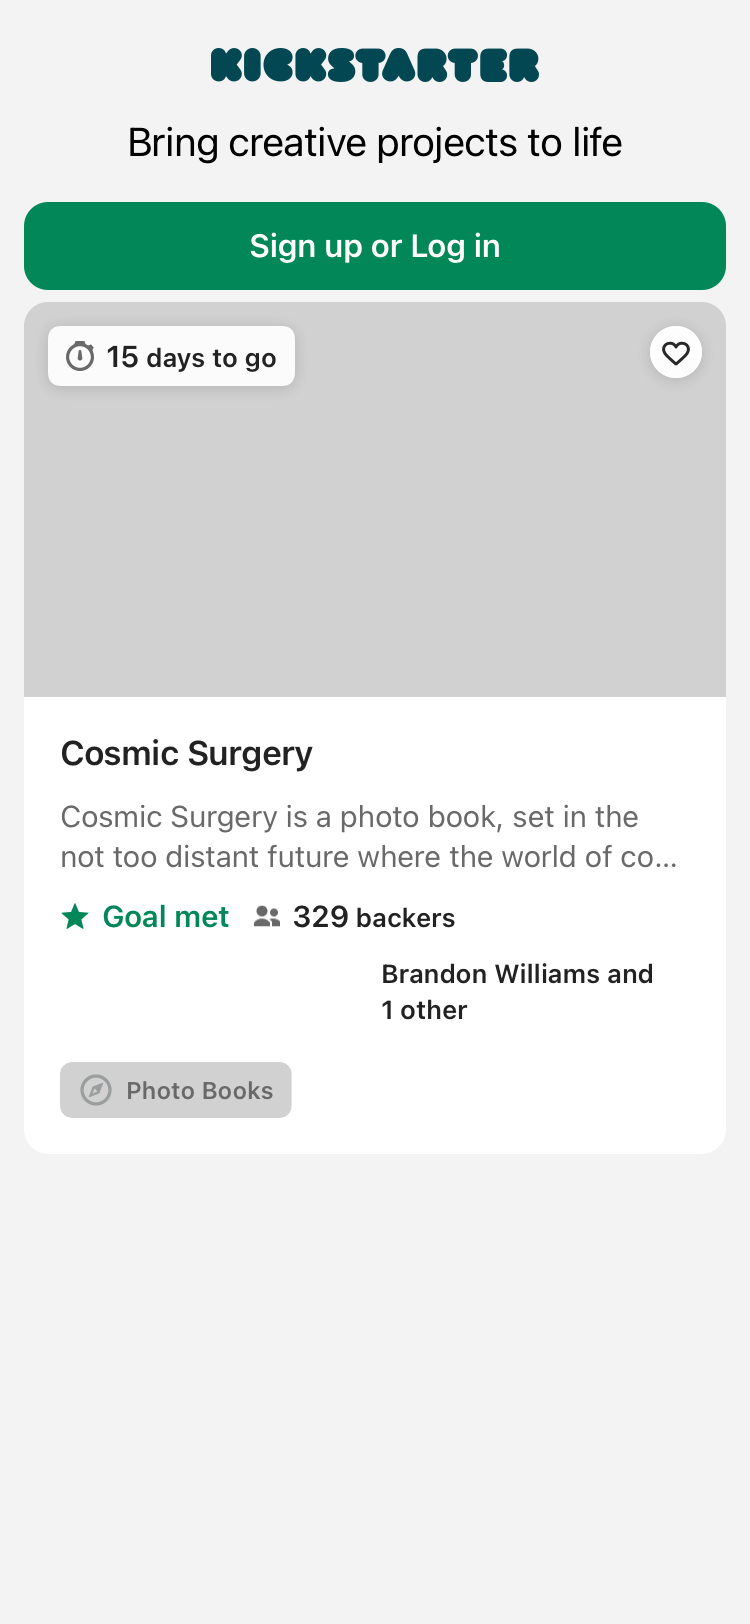 KICKSTARTER
Bring creative projects to life
Sign up or Log in
15 days to go
Cosmic Surgery
Cosmic Surgery is a photo book, set in the
not too distant future where the world of co...
Goal met 329 backers
Brandon Williams and
1 other
Photo Books